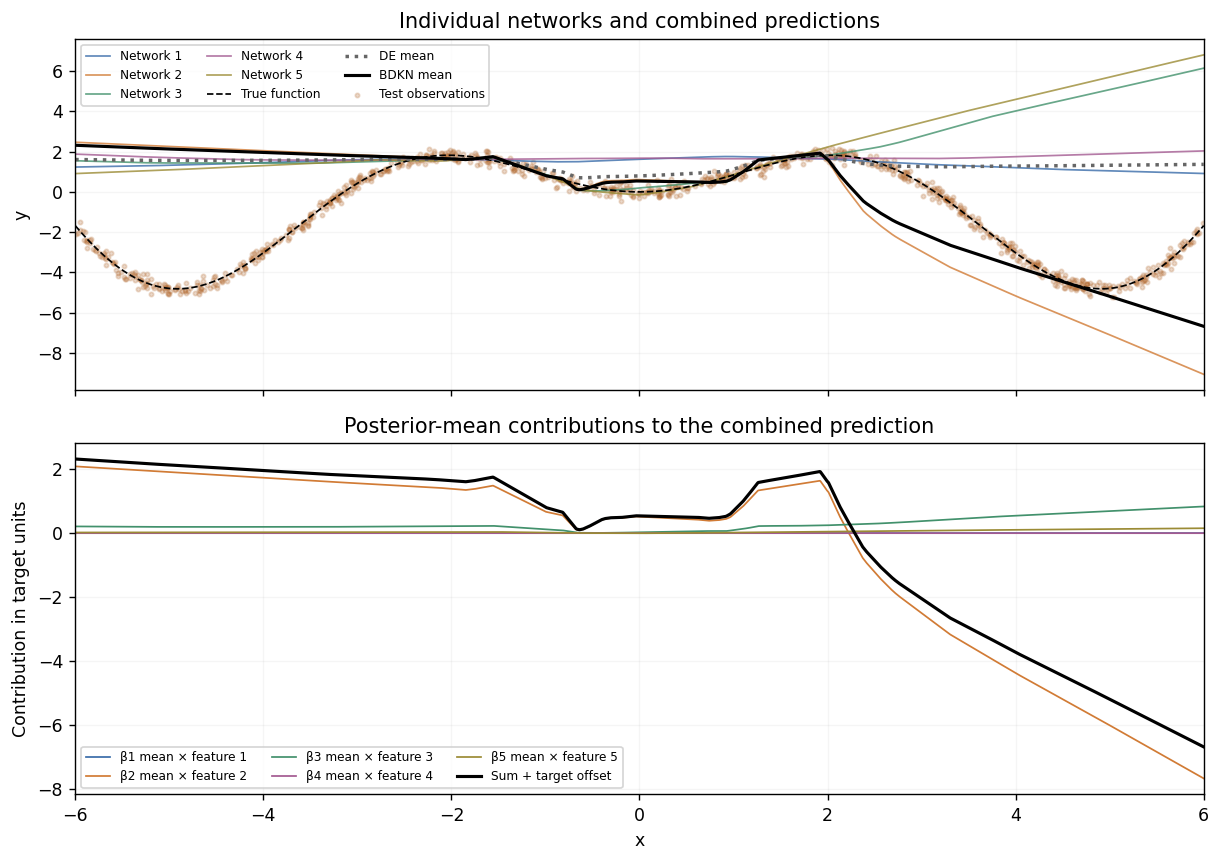 Individual networks and combined predictions
Network 1
Network 2
Network 3
Network 4
Network 5
True function
DE mean
BDKN mean
Test observations
y
6
4
2
0
−2
−4
−6
−8
Posterior-mean contributions to the combined prediction
Contribution in target units
2
0
−2
−4
−6
−8
β1 mean × feature 1
β2 mean × feature 2
β3 mean × feature 3
β4 mean × feature 4
β5 mean × feature 5
Sum + target offset
−6
−4
−2
0
2
4
6
x